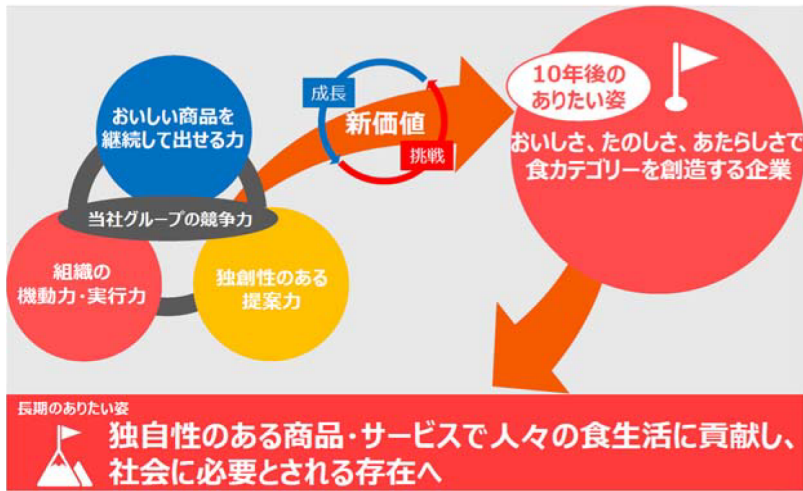 おいしい商品を
継続して出せる力
当社グループの競争力
組織の
機動力・実行力
独創性のある
提案力
成長
新価値
挑戦
10年後の
ありたい姿
おいしさ、たのしさ、あたらしさで
食カテゴリーを創造する企業
長期のありたい姿
独自性のある商品・サービスで人々の食生活に貢献し、
社会に必要とされる存在へ